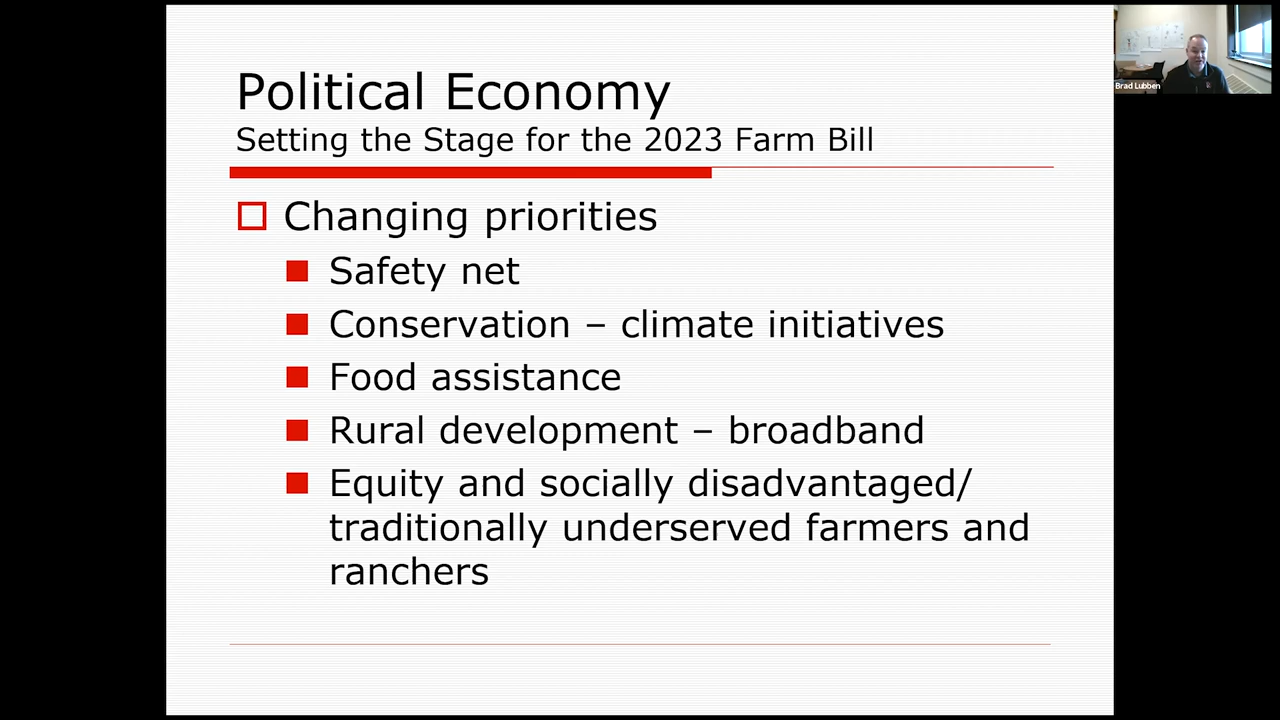 Political Economy
Setting the Stage for the 2023 Farm Bill
Changing priorities
Safety net
Conservation – climate initiatives
Food assistance
Rural development – broadband
Equity and socially disadvantaged/
traditionally underserved farmers and
ranchers
Brad Lubben